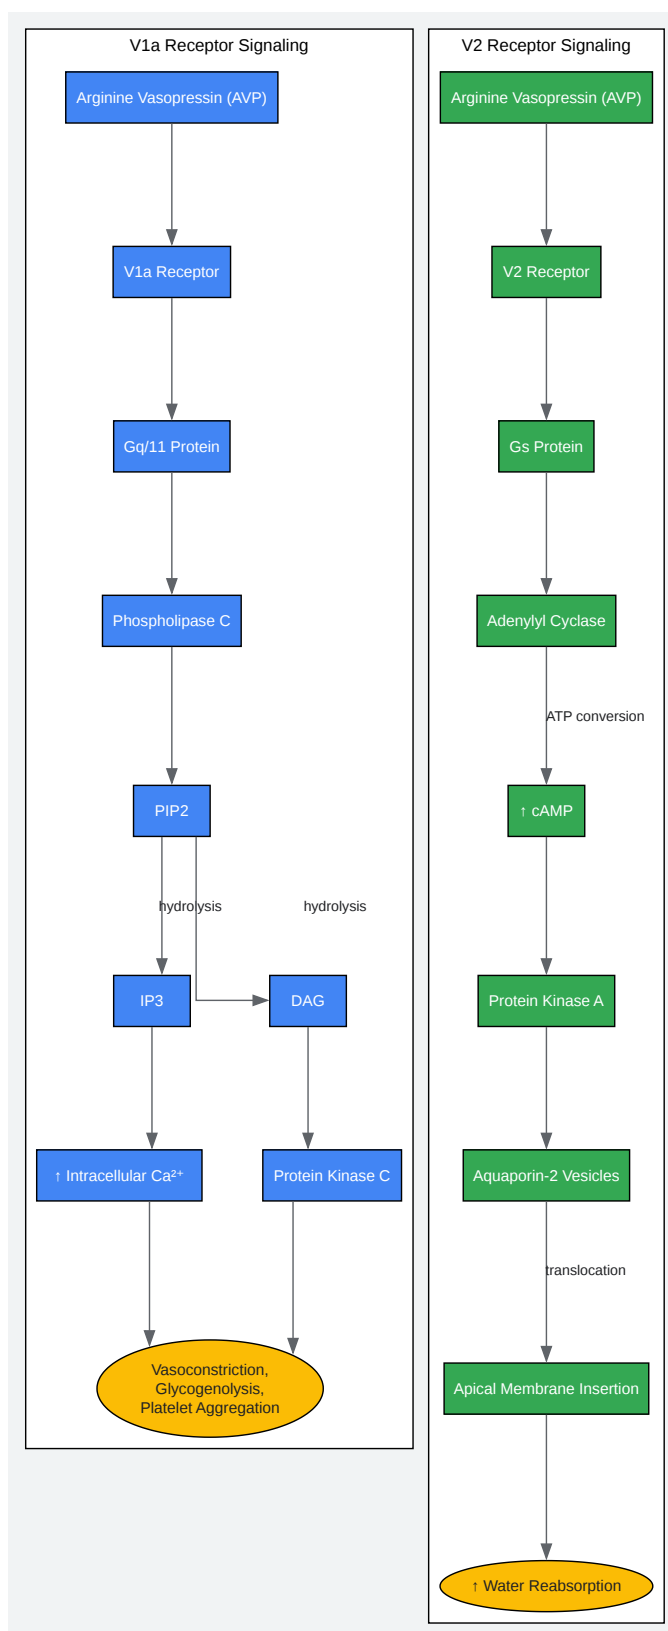 V1a Receptor Signaling
Arginine Vasopressin (AVP)
V1a Receptor
Gq/11 Protein
Phospholipase C
PIP2
hydrolysis
hydrolysis
IP3
DAG
↑ Intracellular Ca²⁺
Protein Kinase C
Vasoconstriction,
Glycogenolysis,
Platelet Aggregation
V2 Receptor Signaling
Arginine Vasopressin (AVP)
V2 Receptor
Gs Protein
Adenylyl Cyclase
ATP conversion
↑ cAMP
Protein Kinase A
Aquaporin-2 Vesicles
translocation
Apical Membrane Insertion
↑ Water Reabsorption